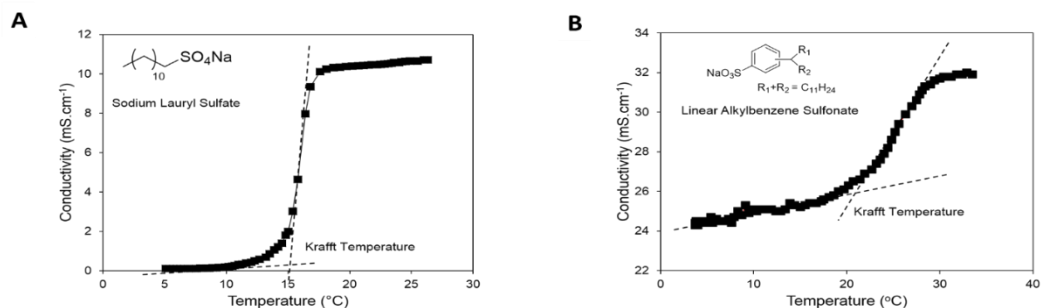 A
Conductivity (mS.cm⁻¹)
12
10
8
6
4
2
0
SO₄Na
10
Sodium Lauryl Sulfate
Krafft Temperature
0
5
10
15
20
25
30
Temperature (°C)
B
Conductivity (mS.cm⁻¹)
34
32
30
28
26
24
22
NaO₃S
R₁
R₂
R₁+R₂ = C₁₁H₂₄
Linear Alkylbenzene Sulfonate
Krafft Temperature
0
10
20
30
40
Temperature (°C)